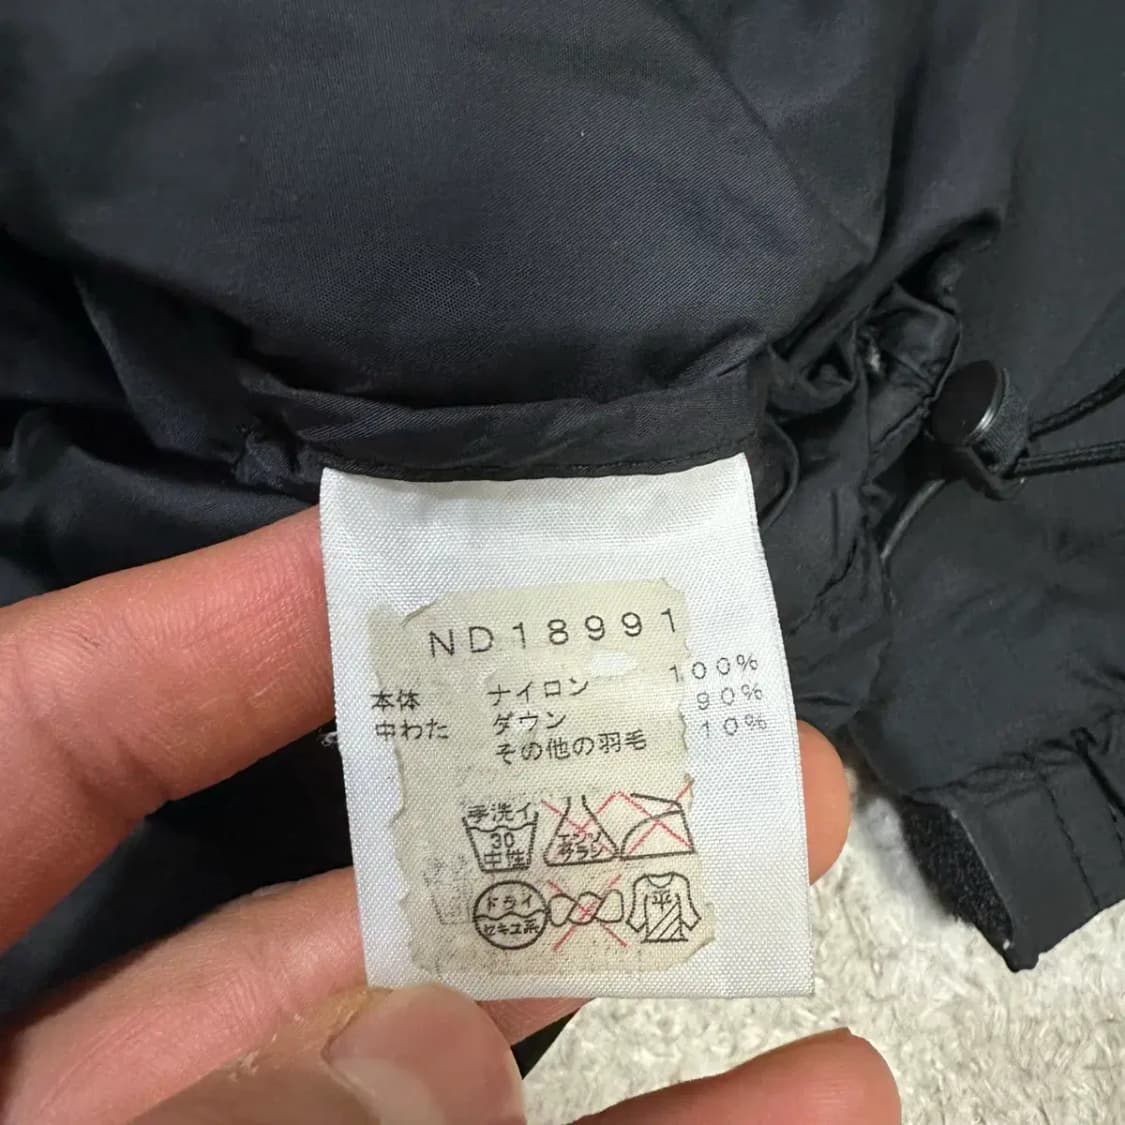 ND18991
本体 ナイロン 100%
中わた ダウン 90%
その他の羽毛 10%
手洗イ
30
中性
エンソ
サラシ
ドライ
セキユ系
平